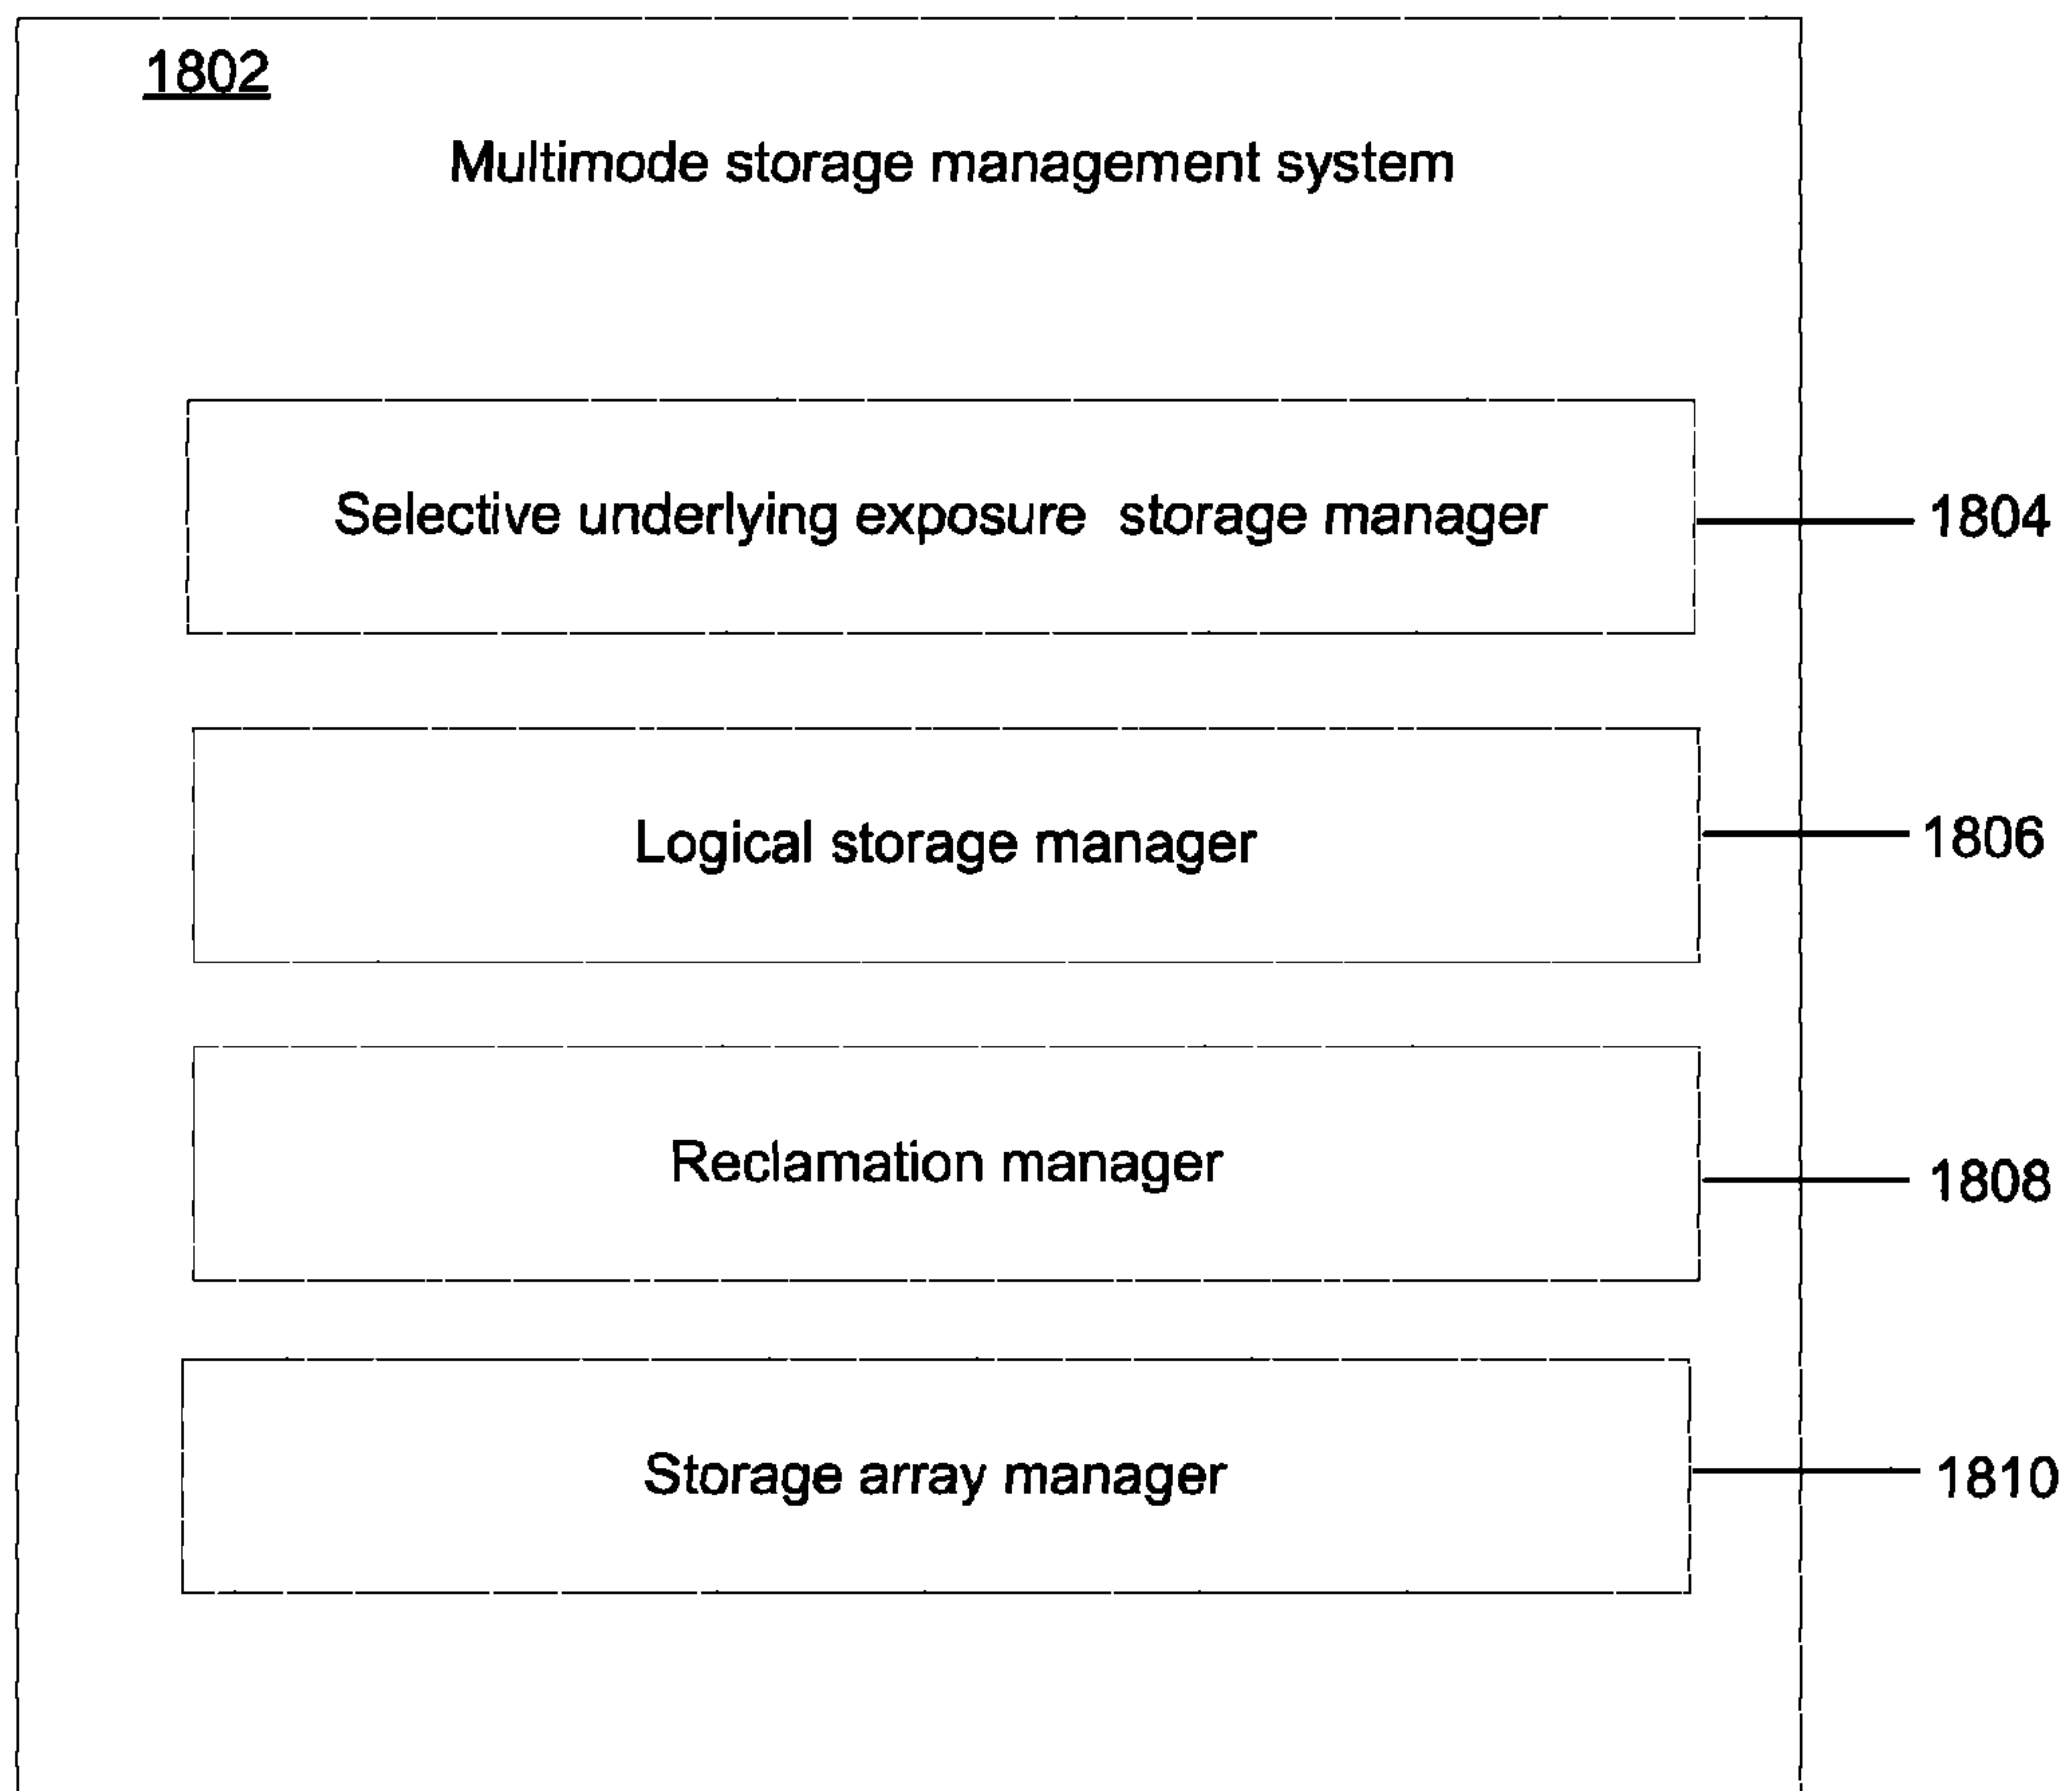 1802
Multimode storage management system
Selective underlying exposure storage manager
1804
Logical storage manager
1806
Reclamation manager
1808
Storage array manager
1810